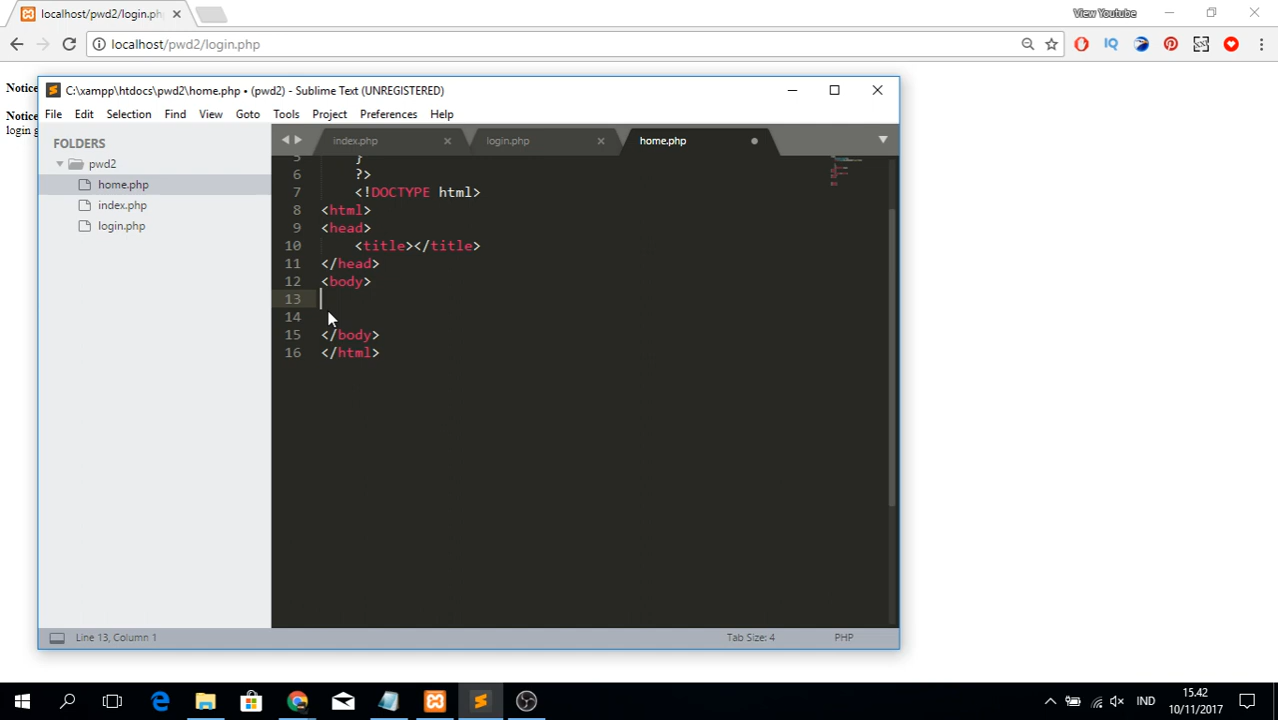 localhost/pwd2/login.ph
View Youtube
localhost/pwd2/login.php
Notice
Notice
login g
C:\xampp\htdocs\pwd2\home.php • (pwd2) - Sublime Text (UNREGISTERED)
File Edit Selection Find View Goto Tools Project Preferences Help
FOLDERS
pwd2
home.php
index.php
login.php
index.php login.php home.php
5 }
6 ?>
7 <!DOCTYPE html>
8 <html>
9 <head>
10 <title></title>
11 </head>
12 <body>
13
14
15 </body>
16 </html>
Line 13, Column 1
Tab Size: 4
PHP
IND
15.42
10/11/2017